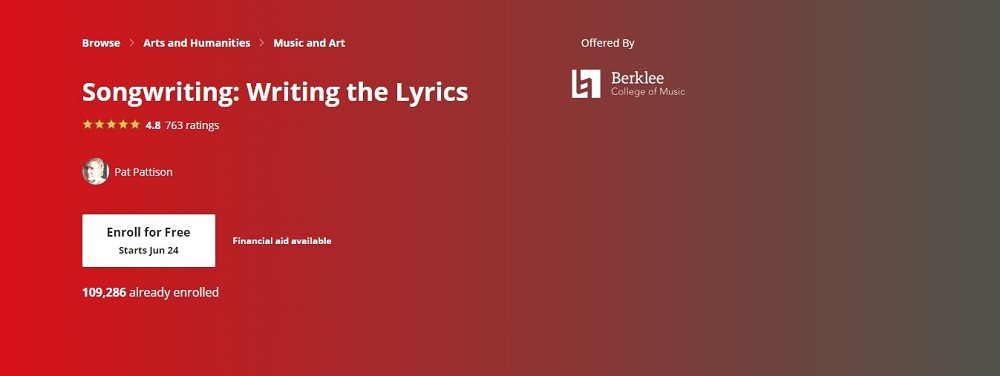 Browse > Arts and Humanities > Music and Art
Offered By
Berklee
College of Music
Songwriting: Writing the Lyrics
4.8 763 ratings
Pat Pattison
Enroll for Free
Starts Jun 24
Financial aid available
109,286 already enrolled